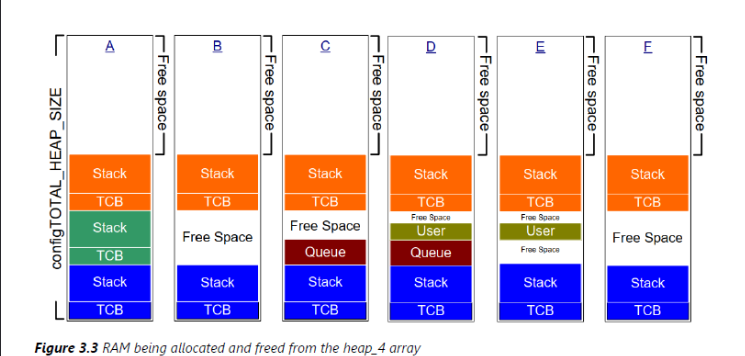 A
B
C
D
E
F
configTOTAL_HEAP_SIZE
Free space
Free space
Free space
Free space
Free space
Free space
Stack
Stack
Stack
Stack
Stack
Stack
TCB
TCB
TCB
TCB
TCB
TCB
Stack
TCB
Free Space
Free Space
Queue
Free Space
User
Queue
Free Space
User
Free Space
Free Space
Stack
Stack
Stack
Stack
Stack
Stack
TCB
TCB
TCB
TCB
TCB
TCB
Figure 3.3 RAM being allocated and freed from the heap_4 array